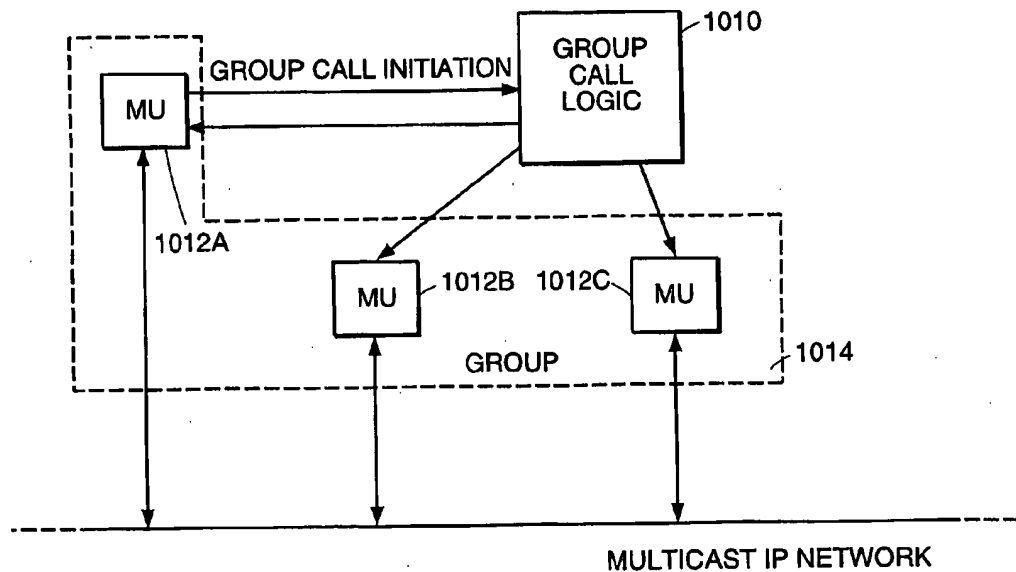 1010
GROUP
CALL
LOGIC
GROUP CALL INITIATION
MU
1012A
MU
1012B
1012C
MU
GROUP
1014
MULTICAST IP NETWORK